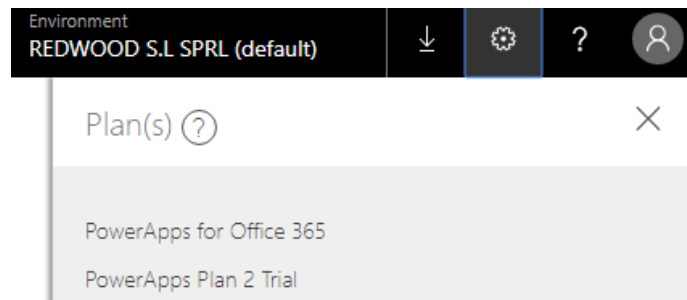 Environment
REDWOOD S.L SPRL (default)
?
Plan(s) ?
PowerApps for Office 365
PowerApps Plan 2 Trial